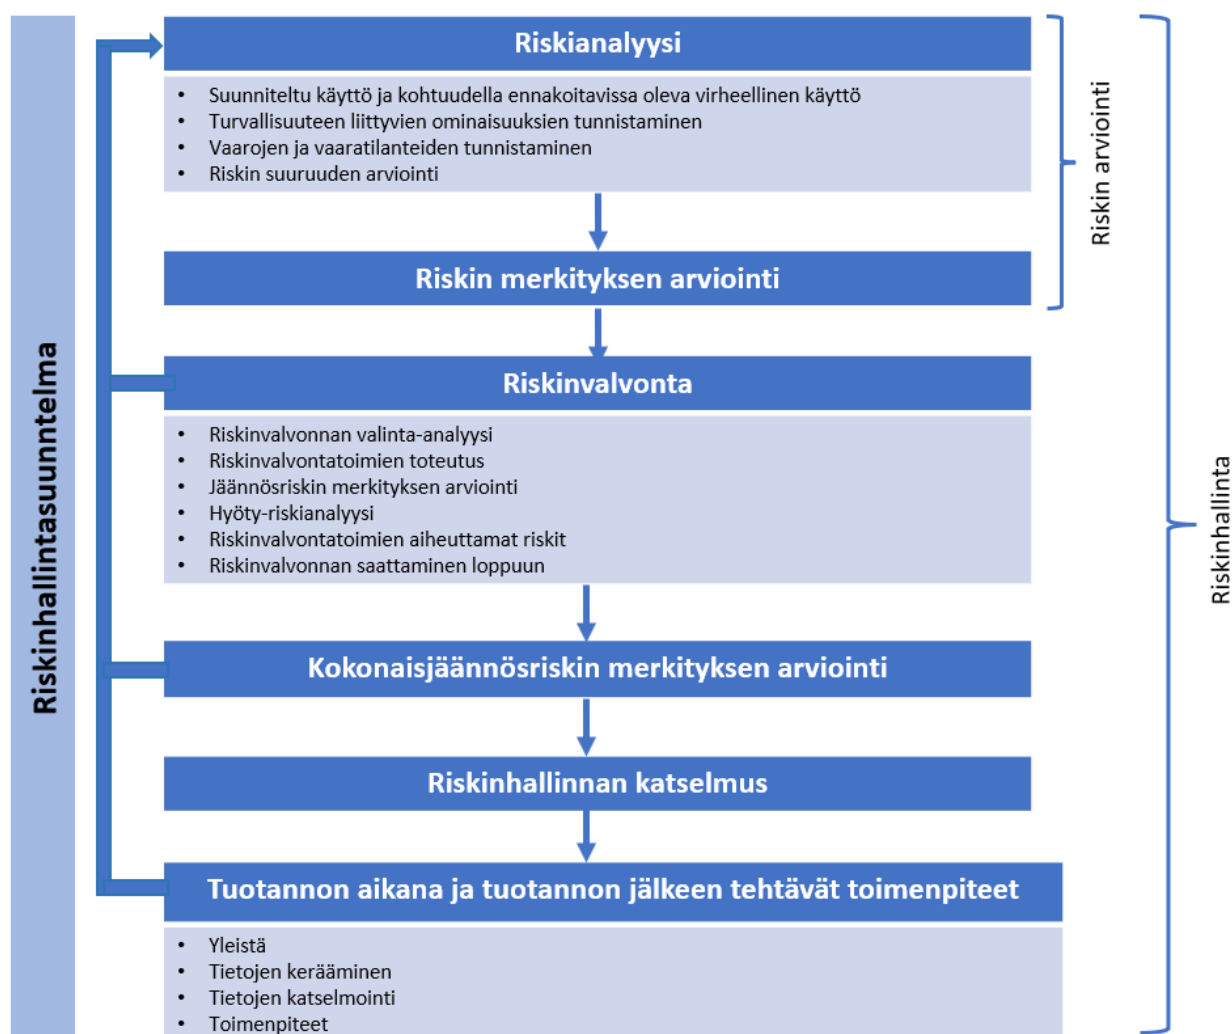 Riskinhallintasuunntelma
Riskianalyysi
• Suunniteltu käyttö ja kohtuudella ennakoitavissa oleva virheellinen käyttö
• Turvallisuuteen liittyvien ominaisuuksien tunnistaminen
• Vaarojen ja vaaratilanteiden tunnistaminen
• Riskin suuruuden arviointi
Riskin merkityksen arviointi
Riskin arviointi
Riskinvalvonta
• Riskinvalvonnan valinta-analyysi
• Riskinvalvontatoimien toteutus
• Jäännösriskin merkityksen arviointi
• Hyöty-riskianalyysi
• Riskinvalvontatoimien aiheuttamat riskit
• Riskinvalvonnan saattaminen loppuun
Kokonaisjäännösriskin merkityksen arviointi
Riskinhallinnan katselmus
Tuotannon aikana ja tuotannon jälkeen tehtävät toimenpiteet
• Yleistä
• Tietojen kerääminen
• Tietojen katselmointi
• Toimenpiteet
Riskinhallinta